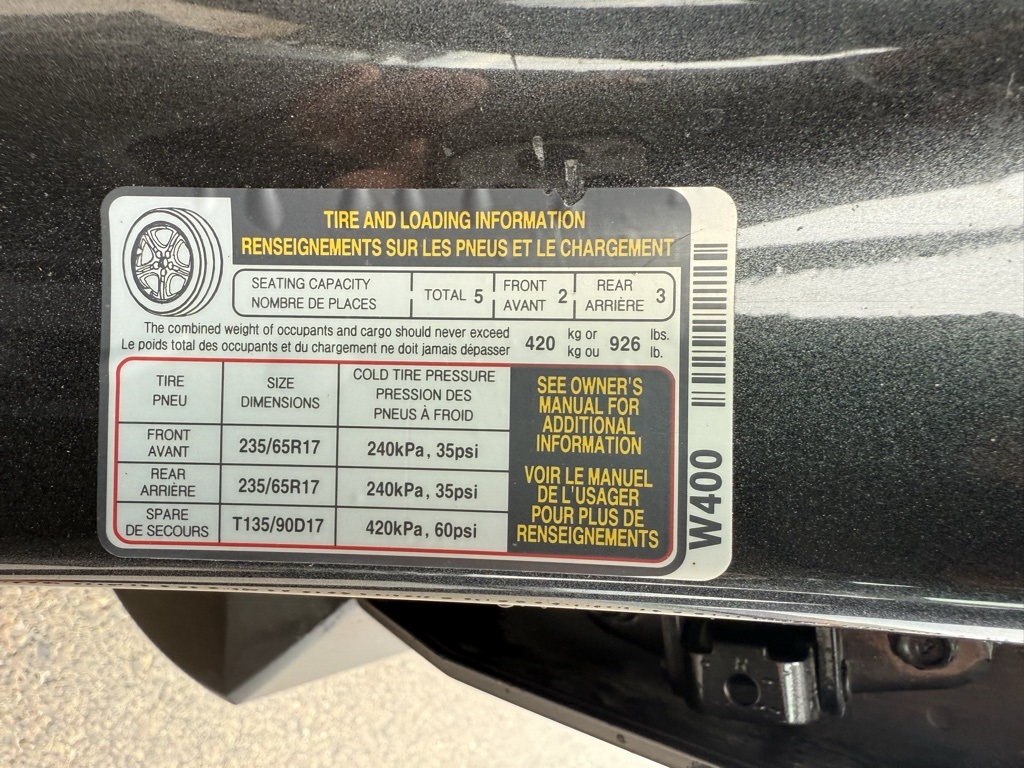 TIRE AND LOADING INFORMATION
RENSEIGNEMENTS SUR LES PNEUS ET LE CHARGEMENT
SEATING CAPACITY
NOMBRE DE PLACES
TOTAL 5
FRONT
AVANT 2
REAR
ARRIÈRE 3
The combined weight of occupants and cargo should never exceed
Le poids total des occupants et du chargement ne doit jamais dépasser
420 kg or 926 lbs.
kg ou lb.
TIRE
PNEU
SIZE
DIMENSIONS
COLD TIRE PRESSURE
PRESSION DES
PNEUS À FROID
FRONT
AVANT
235/65R17
240kPa, 35psi
REAR
ARRIÈRE
235/65R17
240kPa, 35psi
SPARE
DE SECOURS
T135/90D17
420kPa, 60psi
SEE OWNER'S
MANUAL FOR
ADDITIONAL
INFORMATION
VOIR LE MANUEL
DE L'USAGER
POUR PLUS DE
RENSEIGNEMENTS
W400